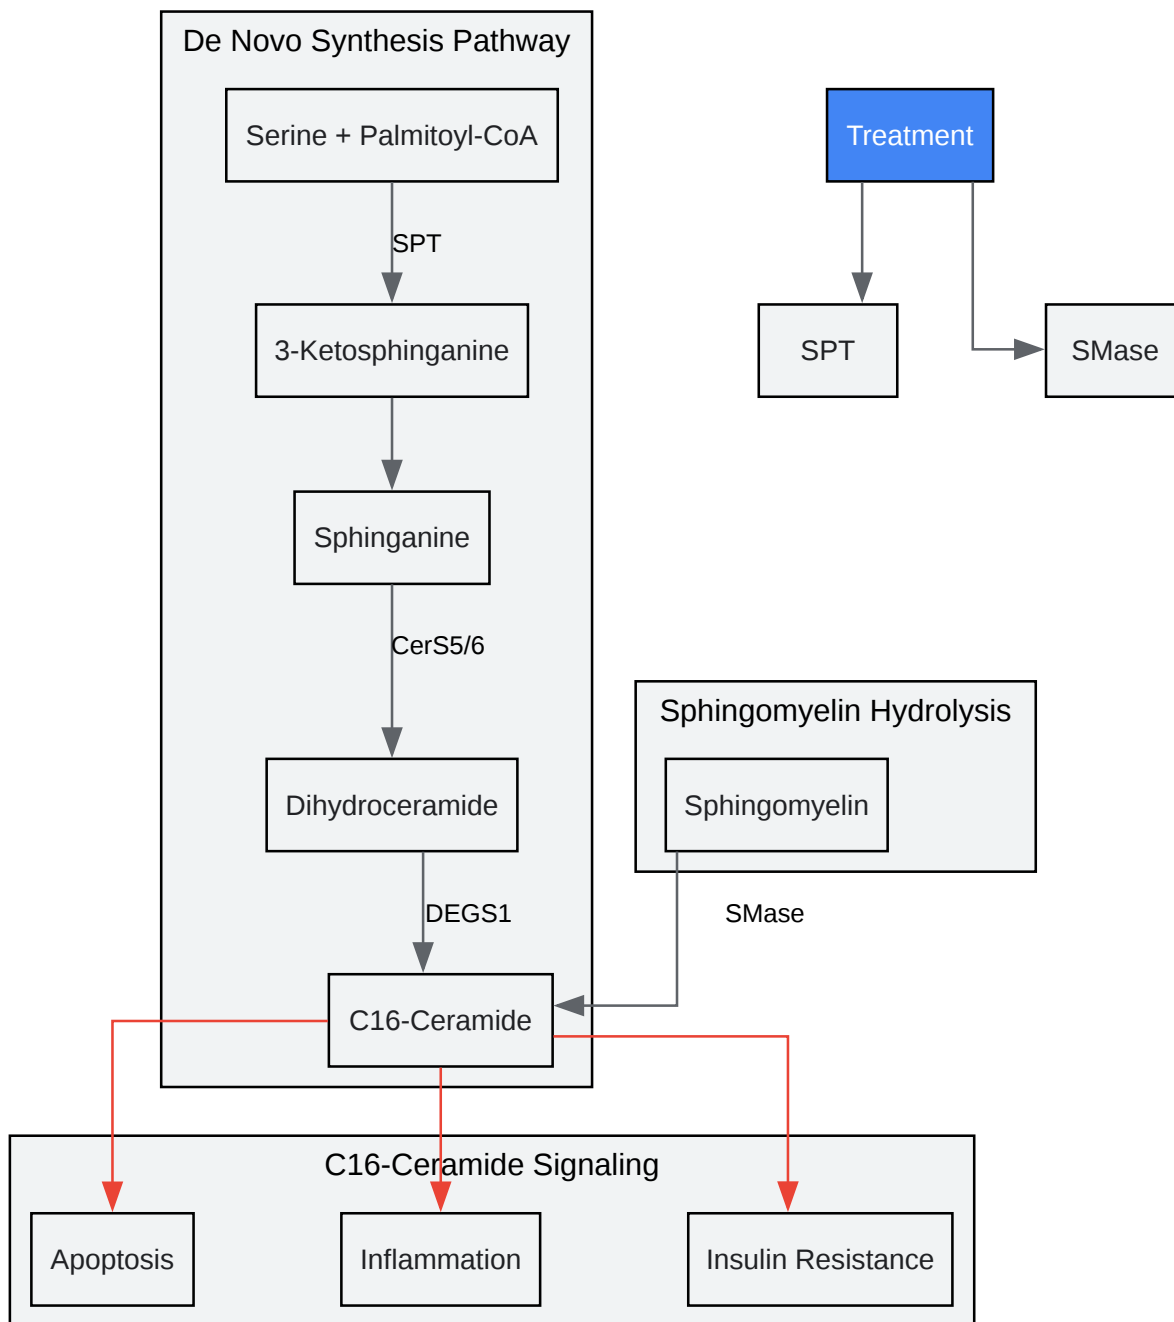 De Novo Synthesis Pathway
Serine + Palmitoyl-CoA
Treatment
SPT
3-Ketosphinganine
SPT
SMase
Sphinganine
CerS5/6
Sphingomyelin Hydrolysis
Dihydroceramide
Sphingomyelin
DEGS1
SMase
C16-Ceramide
C16-Ceramide Signaling
Apoptosis
Inflammation
Insulin Resistance